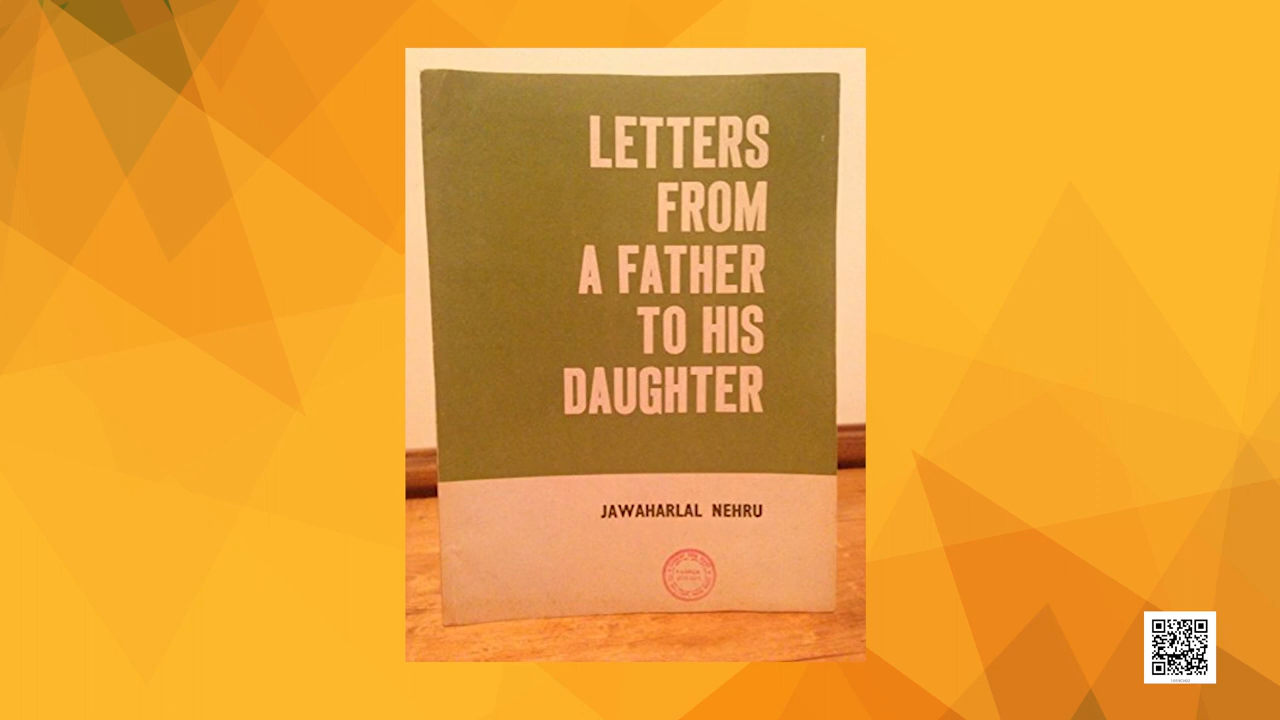 LETTERS
FROM
A FATHER
TO HIS
DAUGHTER
JAWAHARLAL NEHRU